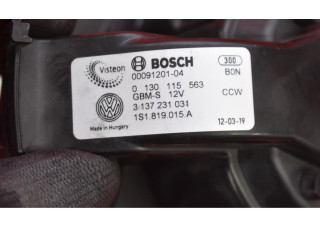 Visteon BOSCH 300
00091201-04 B0N
0 130 115 563
GBM-S 12V CCW
3 137 231 031
Made in Hungary 1S1.819.015.A 12-03-19